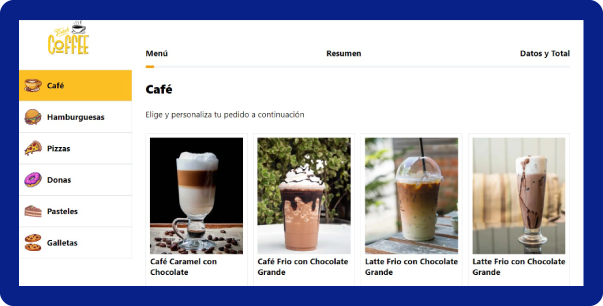 COFFEE
Menú
Resumen
Datos y Total
Café
Hamburguesas
Pizzas
Donas
Pasteles
Galletas
Café
Elige y personaliza tu pedido a continuación
Café Caramel con
Chocolate
Café Frio con Chocolate
Grande
Latte Frio con Chocolate
Grande
Latte Frio con Chocolate
Grande